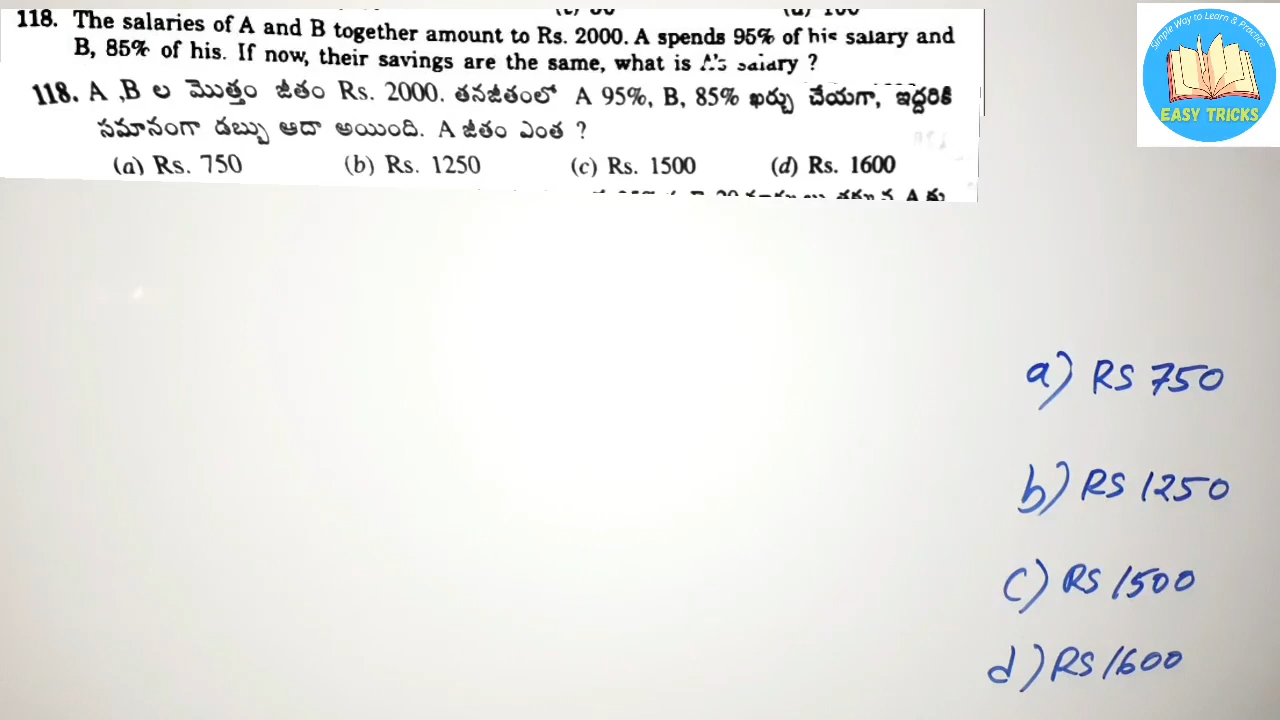 118. The salaries of A and B together amount to Rs. 2000. A spends 95% of his salary and
B, 85% of his. If now, their savings are the same, what is A's salary ?
118. A ,B ల మొత్తం జీతం Rs. 2000. తనజీతంలో A 95%, B, 85% ఖర్చు చేయగా, ఇద్దరికి
సమానంగా డబ్బు ఆదా అయింది. A జీతం ఎంత ?
(a) Rs. 750 (b) Rs. 1250 (c) Rs. 1500 (d) Rs. 1600
Simple Way to Learn & Practice
EASY TRICKS
a) RS 750
b) RS 1250
c) RS 1500
d) RS 1600